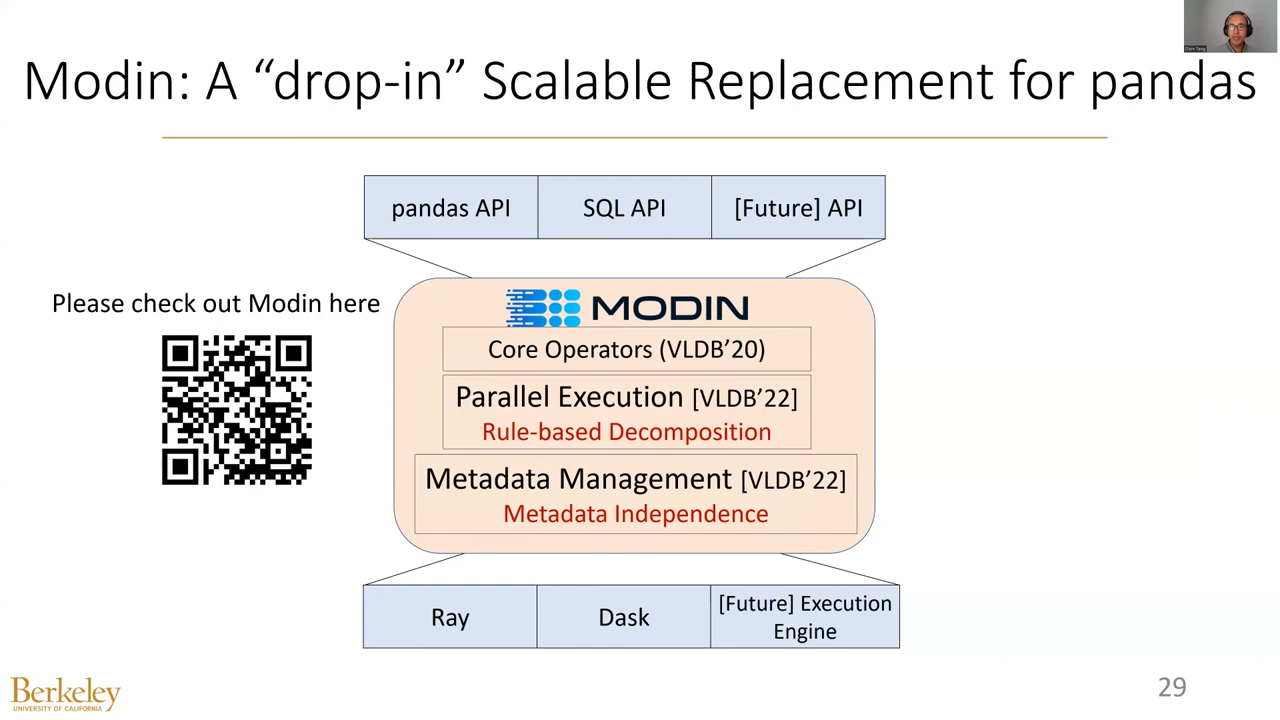 Dixin Tang
Modin: A “drop-in” Scalable Replacement for pandas
pandas API
SQL API
[Future] API
Please check out Modin here
MODIN
Core Operators (VLDB’20)
Parallel Execution [VLDB’22]
Rule-based Decomposition
Metadata Management [VLDB’22]
Metadata Independence
Ray
Dask
[Future] Execution
Engine
Berkeley
UNIVERSITY OF CALIFORNIA
29